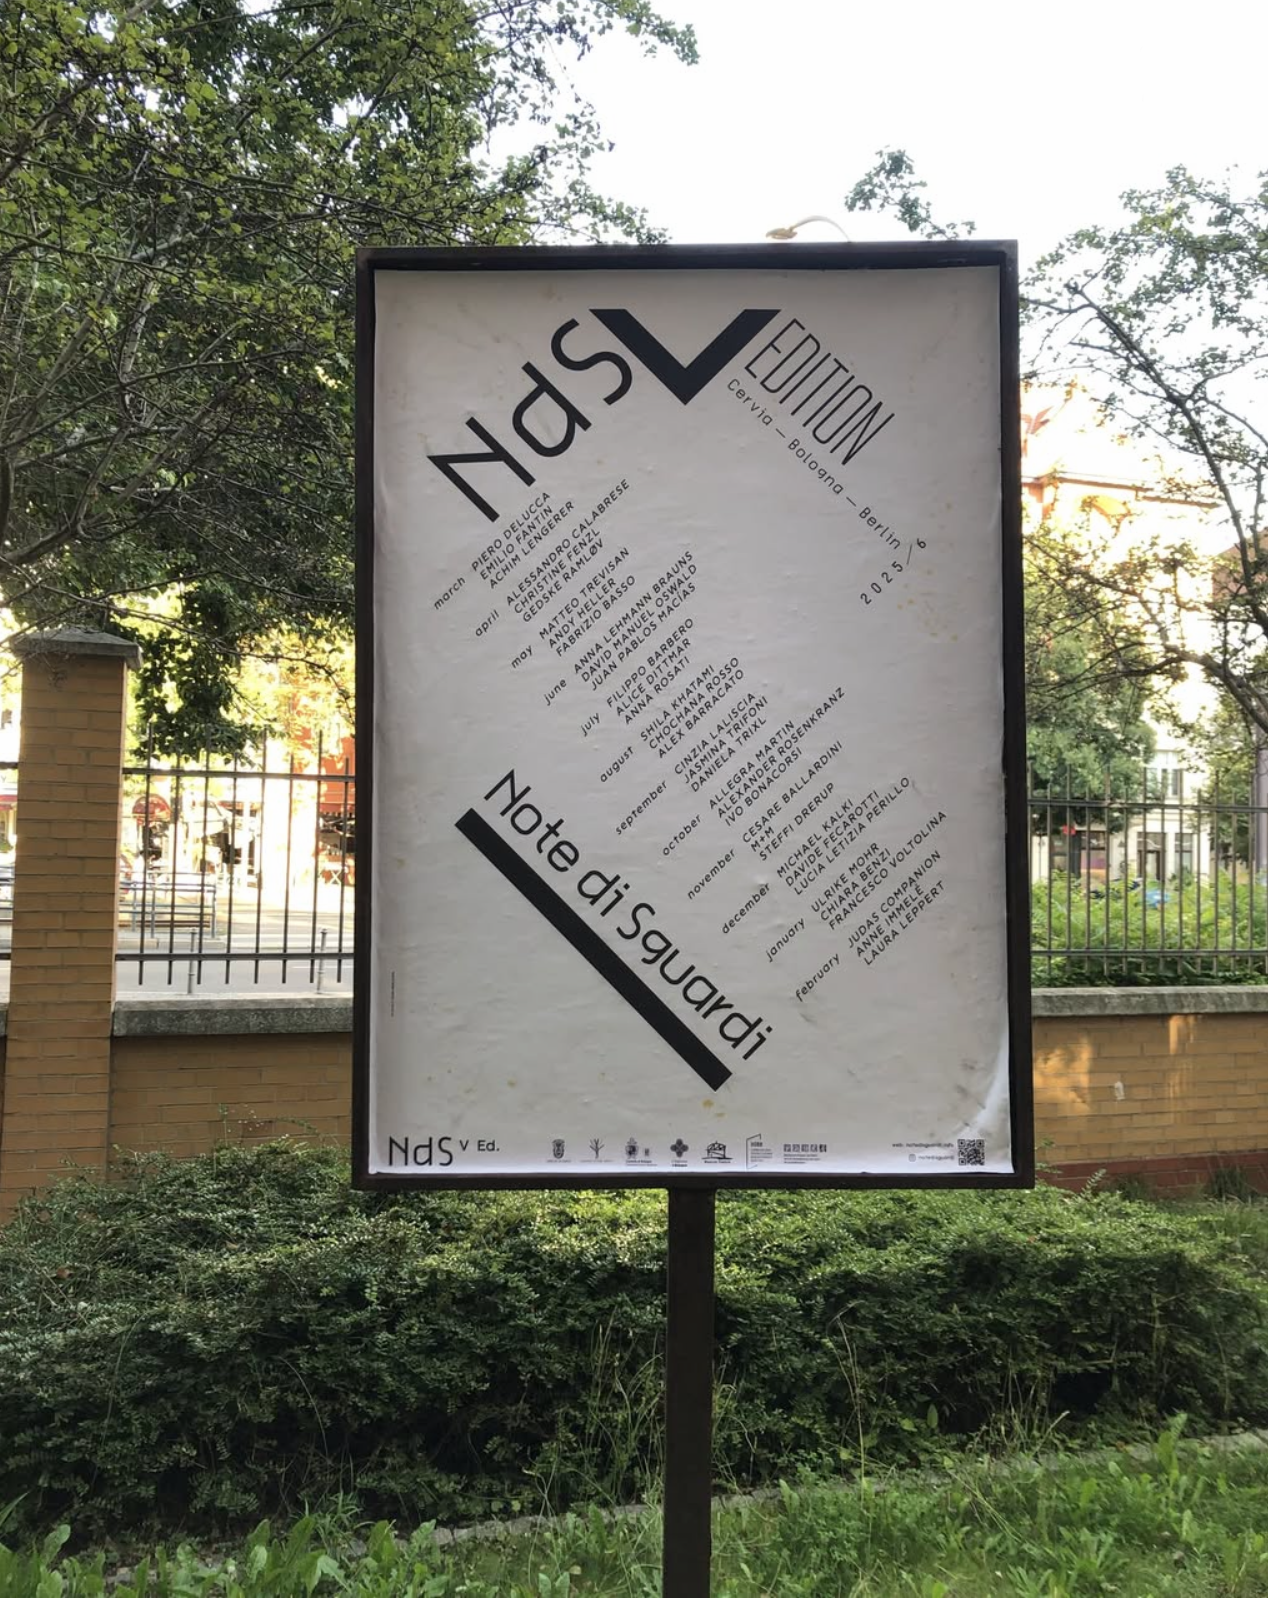 NdS V EDITION
Cervia – Bologna – Berlin
2025/6
march PIERO DELUCCA
EMILIO FANTIN
ACHIM LENGERER
april ALESSANDRO CALABRESE
CHRISTINE FENZL
GEDSKE RAMLØV
may MATTEO TREVISAN
ANDY HELLER
FABRIZIO BASSO
june ANNA LEHMANN BRAUNS
DAVID MANUEL OSWALD
JUAN PABLOS MACÍAS
july FILIPPO BARBERO
ALICE DITTMAR
ANNA ROSATI
august SHILA KHATAMI
CHOCHANA ROSSO
ALEX BARRACATO
september CINZIA LALISCIA
JASMINA TRIFONI
DANIELA TRIXL
october ALLEGRA MARTIN
ALEXANDER ROSENKRANZ
IVO BONACORSI
november CESARE BALLARDINI
M+M
STEFFI DRERUP
december MICHAEL KALKI
DAVIDE FECAROTTI
LUCIA LETIZIA PERILLO
january ULRIKE MOHR
CHIARA BENZI
FRANCESCO VOLTOLINA
february JUDAS COMPANION
ANNE IMMELÉ
LAURA LEPPERT
Note di Sguardi
NdS V Ed.